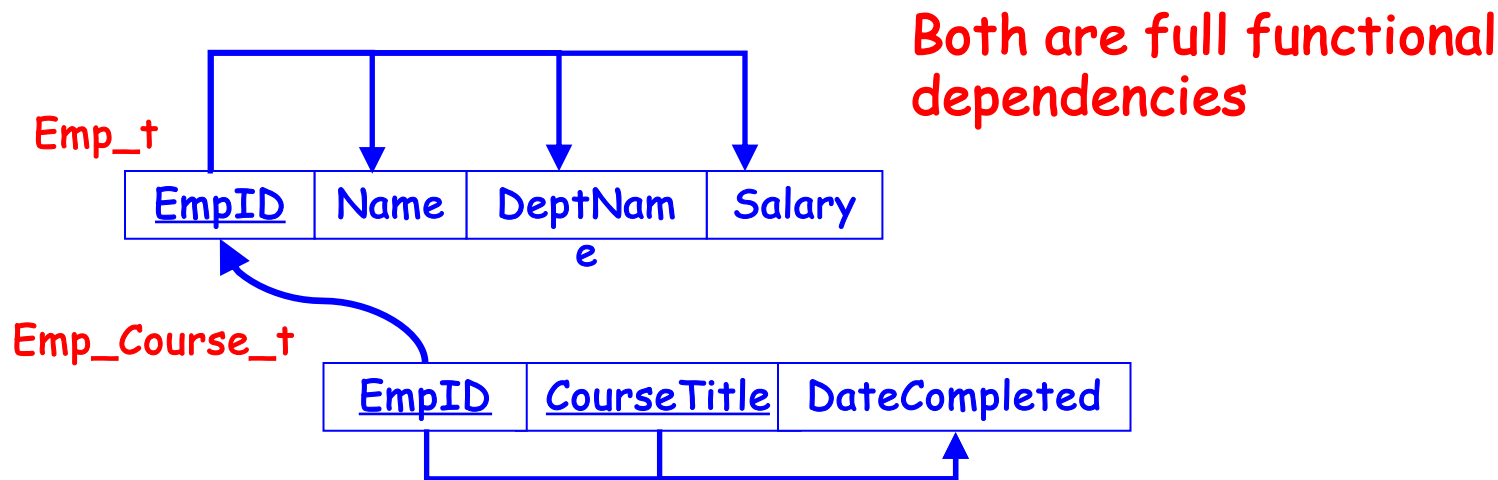 Both are full functional
dependencies
Emp_t
EmpID Name DeptNam Salary
e
Emp_Course_t
EmpID CourseTitle DateCompleted